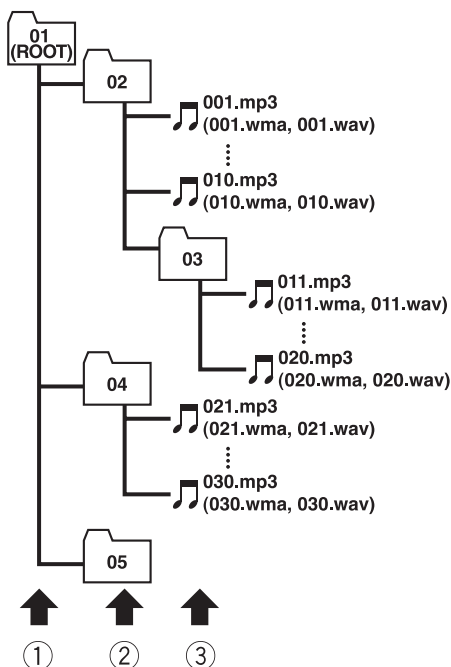 01
(ROOT)
02
001.mp3
(001.wma, 001.wav)
010.mp3
(010.wma, 010.wav)
03
011.mp3
(011.wma, 011.wav)
020.mp3
(020.wma, 020.wav)
04
021.mp3
(021.wma, 021.wav)
030.mp3
(030.wma, 030.wav)
05
① ② ③